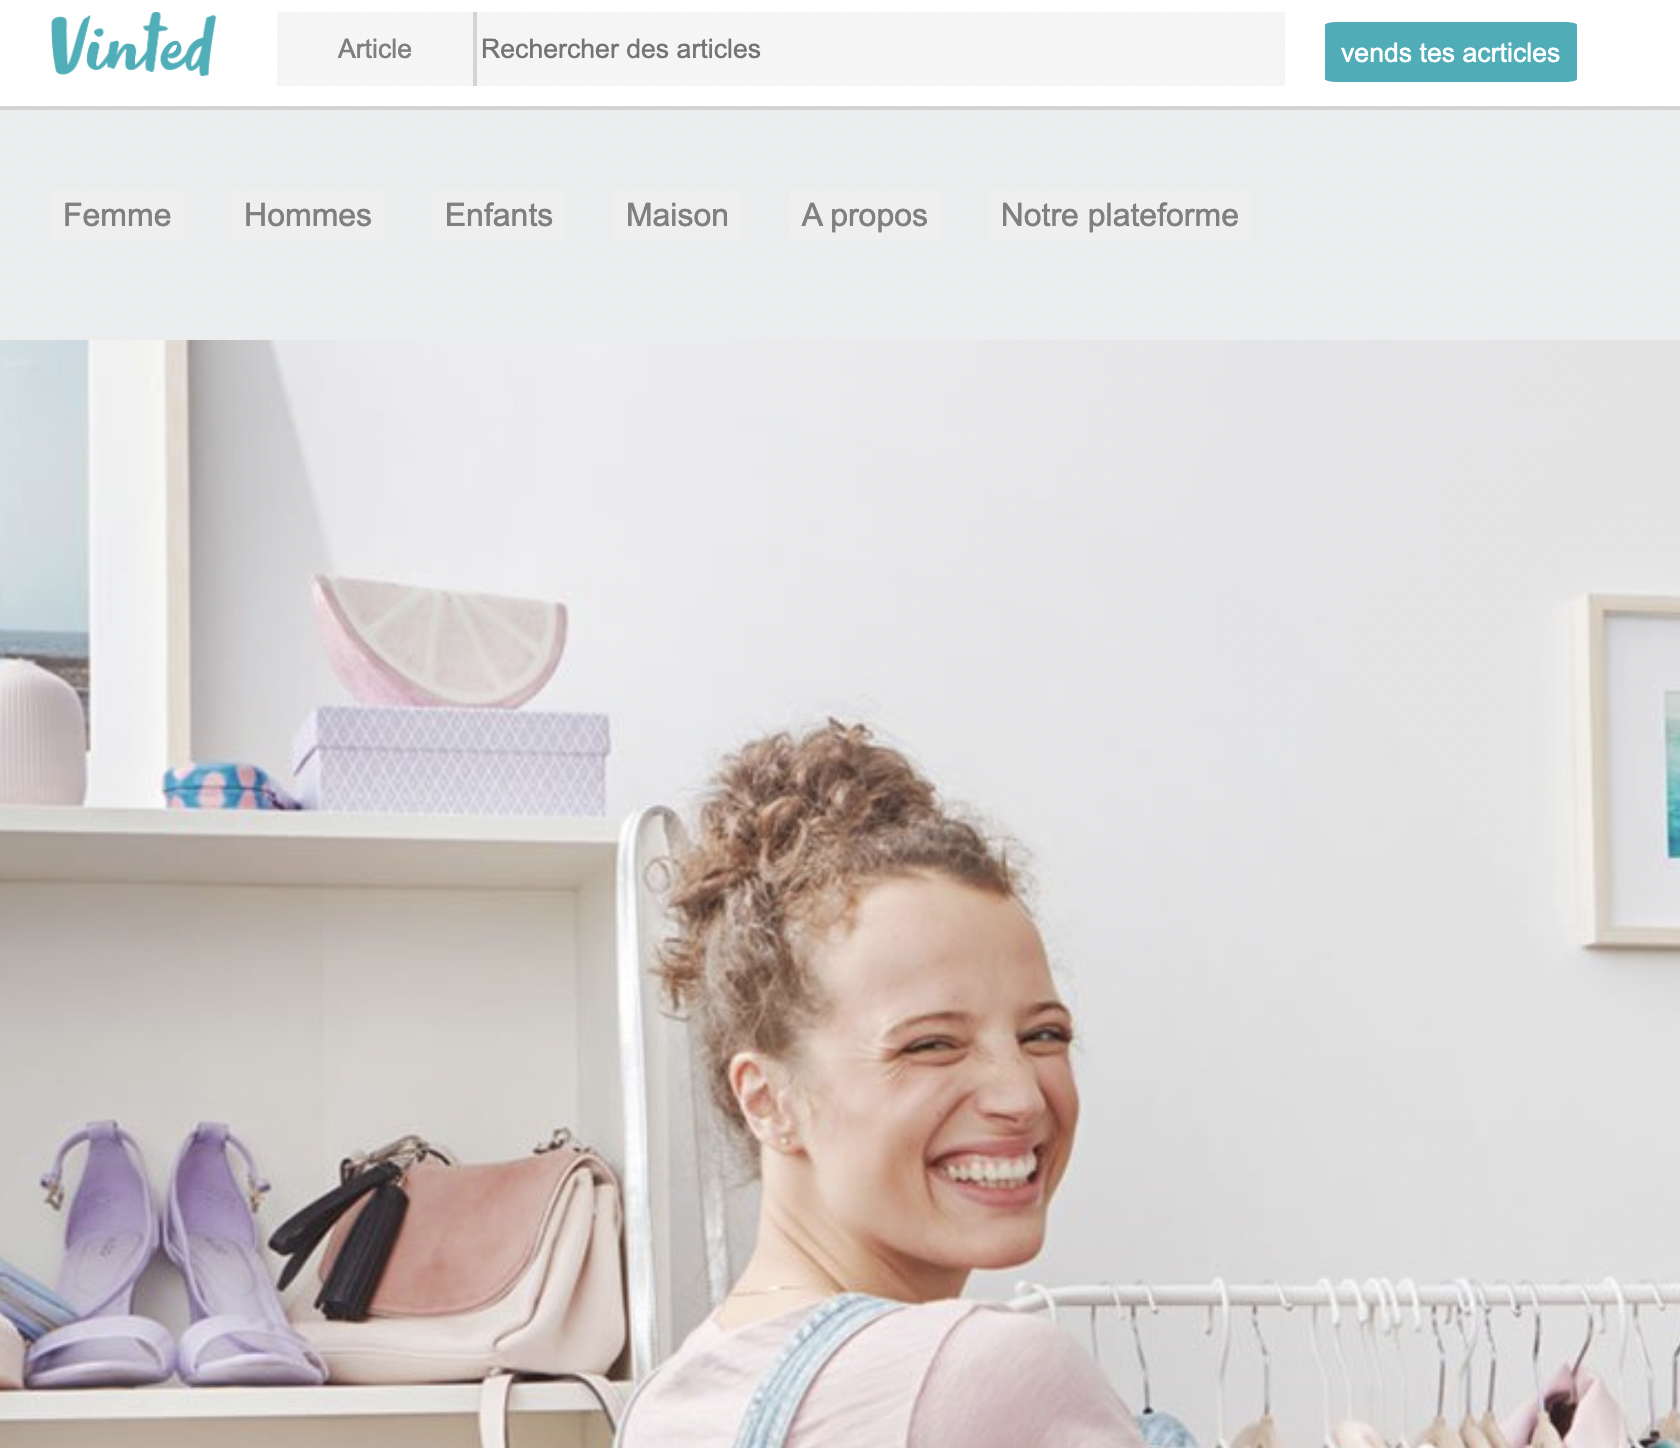 Vinted
Article
Rechercher des articles
vends tes acrticles
Femme
Hommes
Enfants
Maison
A propos
Notre plateforme